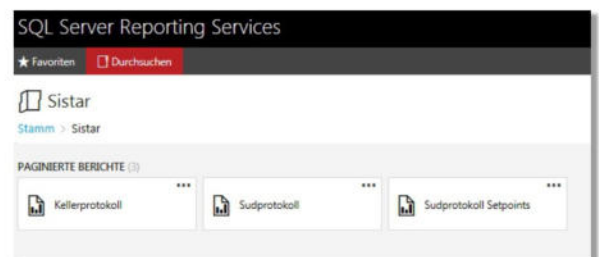 SQL Server Reporting Services
Favoriten Durchsuchen
Sistar
Stamm > Sistar
PAGINIERTE BERICHTE (3)
Kellerprotokoll Sudprotokoll Sudprotokoll Setpoints